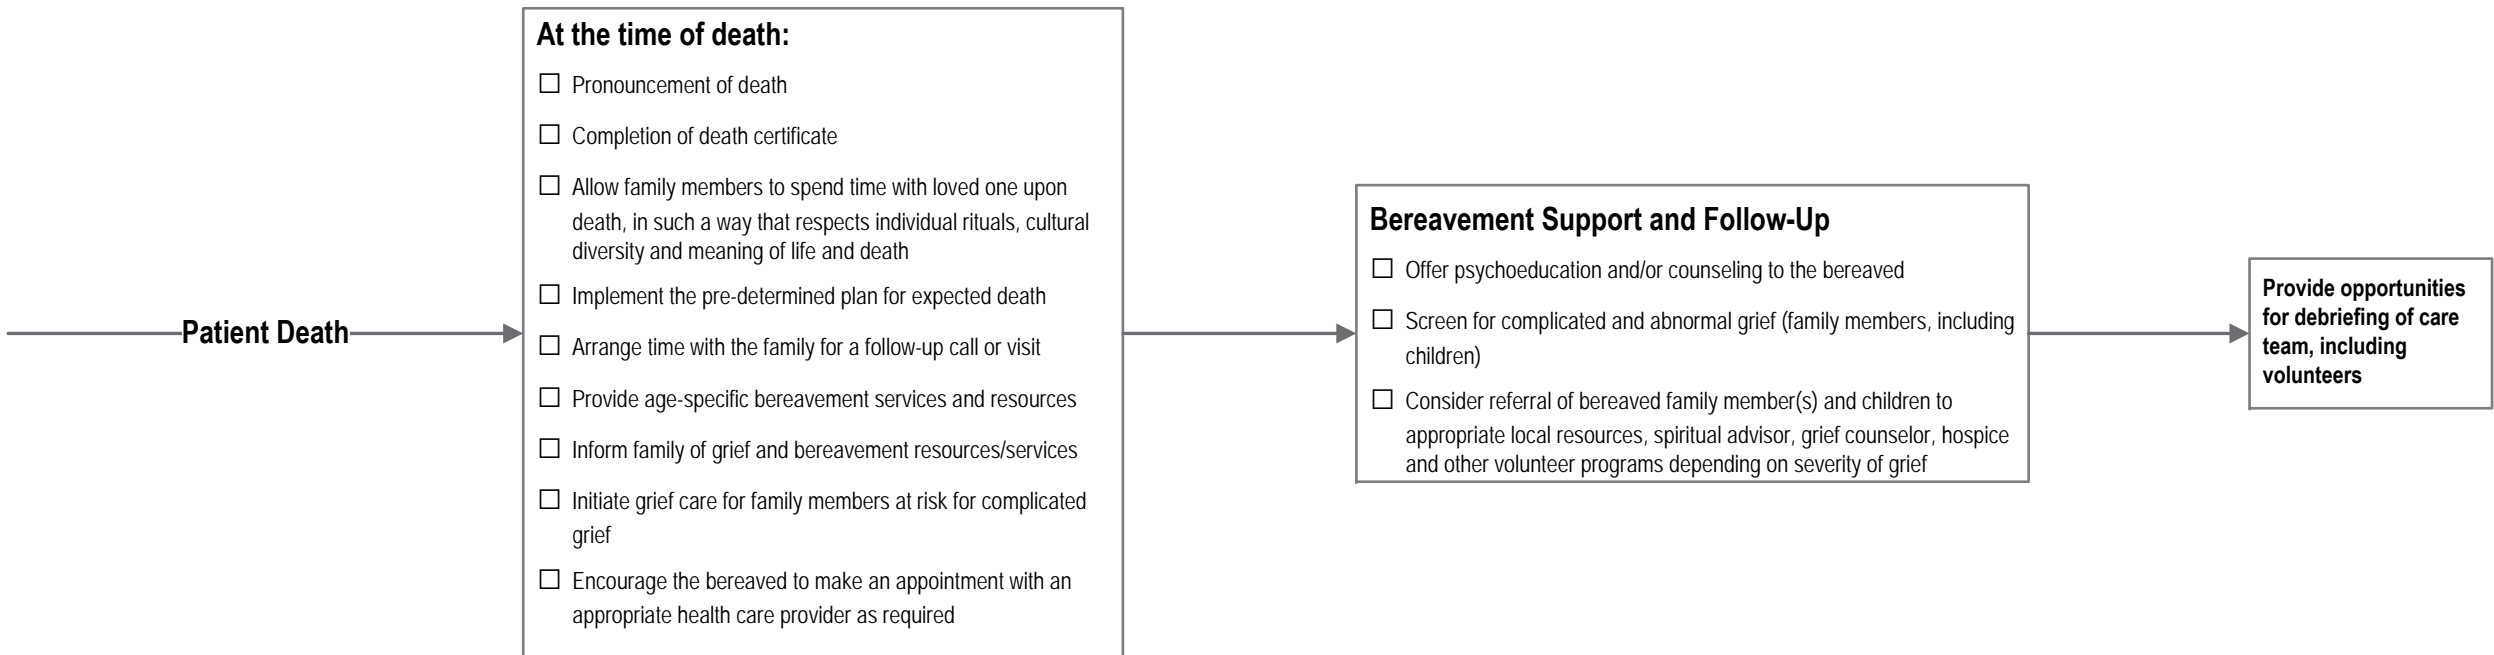 Patient Death
At the time of death:
☐ Pronouncement of death
☐ Completion of death certificate
☐ Allow family members to spend time with loved one upon
death, in such a way that respects individual rituals, cultural
diversity and meaning of life and death
☐ Implement the pre-determined plan for expected death
☐ Arrange time with the family for a follow-up call or visit
☐ Provide age-specific bereavement services and resources
☐ Inform family of grief and bereavement resources/services
☐ Initiate grief care for family members at risk for complicated
grief
☐ Encourage the bereaved to make an appointment with an
appropriate health care provider as required
Bereavement Support and Follow-Up
☐ Offer psychoeducation and/or counseling to the bereaved
☐ Screen for complicated and abnormal grief (family members, including
children)
☐ Consider referral of bereaved family member(s) and children to
appropriate local resources, spiritual advisor, grief counselor, hospice
and other volunteer programs depending on severity of grief
Provide opportunities
for debriefing of care
team, including
volunteers